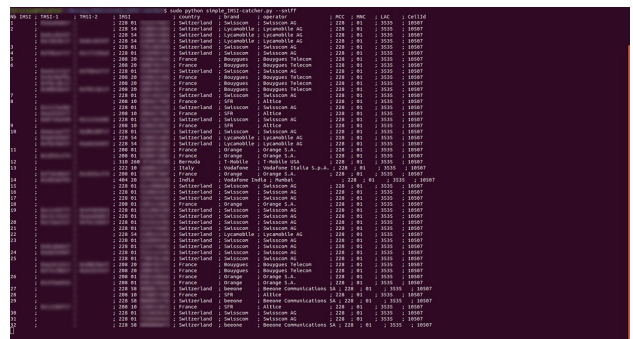 $ sudo python simple_IMSI-catcher.py --sniff
Nb IMSI ; TMSI-1 ; TMSI-2 ; IMSI ; country ; brand ; operator ; MCC ; MNC ; LAC ; CellId
1 ; ; 228 01 ; Switzerland ; Swisscom ; Swisscom AG ; 228 ; 01 ; 3535 ; 10507
2 ; ; 228 54 ; Switzerland ; Lycamobile ; Lycamobile AG ; 228 ; 01 ; 3535 ; 10507
; ; 228 54 ; Switzerland ; Lycamobile ; Lycamobile AG ; 228 ; 01 ; 3535 ; 10507
; ; 228 54 ; Switzerland ; Lycamobile ; Lycamobile AG ; 228 ; 01 ; 3535 ; 10507
3 ; ; 228 01 ; Switzerland ; Swisscom ; Swisscom AG ; 228 ; 01 ; 3535 ; 10507
4 ; ; 228 01 ; Switzerland ; Swisscom ; Swisscom AG ; 228 ; 01 ; 3535 ; 10507
5 ; ; 208 20 ; France ; Bouygues ; Bouygues Telecom ; 228 ; 01 ; 3535 ; 10507
6 ; ; 208 20 ; France ; Bouygues ; Bouygues Telecom ; 228 ; 01 ; 3535 ; 10507
; ; 228 01 ; Switzerland ; Swisscom ; Swisscom AG ; 228 ; 01 ; 3535 ; 10507
; ; 208 20 ; France ; Bouygues ; Bouygues Telecom ; 228 ; 01 ; 3535 ; 10507
; ; 208 20 ; France ; Bouygues ; Bouygues Telecom ; 228 ; 01 ; 3535 ; 10507
; ; 208 20 ; France ; Bouygues ; Bouygues Telecom ; 228 ; 01 ; 3535 ; 10507
7 ; ; 228 01 ; Switzerland ; Swisscom ; Swisscom AG ; 228 ; 01 ; 3535 ; 10507
8 ; ; 208 10 ; France ; SFR ; Altice ; 228 ; 01 ; 3535 ; 10507
; ; 228 01 ; Switzerland ; Swisscom ; Swisscom AG ; 228 ; 01 ; 3535 ; 10507
; ; 208 10 ; France ; SFR ; Altice ; 228 ; 01 ; 3535 ; 10507
; ; 228 01 ; Switzerland ; Swisscom ; Swisscom AG ; 228 ; 01 ; 3535 ; 10507
9 ; ; 208 10 ; France ; SFR ; Altice ; 228 ; 01 ; 3535 ; 10507
10 ; ; 228 01 ; Switzerland ; Swisscom ; Swisscom AG ; 228 ; 01 ; 3535 ; 10507
; ; 228 54 ; Switzerland ; Lycamobile ; Lycamobile AG ; 228 ; 01 ; 3535 ; 10507
; ; 228 54 ; Switzerland ; Lycamobile ; Lycamobile AG ; 228 ; 01 ; 3535 ; 10507
11 ; ; 208 01 ; France ; Orange ; Orange S.A. ; 228 ; 01 ; 3535 ; 10507
; ; 208 01 ; France ; Orange ; Orange S.A. ; 228 ; 01 ; 3535 ; 10507
12 ; ; 310 260 ; Bermuda ; T-Mobile ; T-Mobile USA ; 228 ; 01 ; 3535 ; 10507
13 ; ; 222 10 ; Italy ; Vodafone ; Vodafone Italia S.p.A. ; 228 ; 01 ; 3535 ; 10507
; ; 208 01 ; France ; Orange ; Orange S.A. ; 228 ; 01 ; 3535 ; 10507
14 ; ; 404 20 ; India ; Vodafone India ; Mumbai ; 228 ; 01 ; 3535 ; 10507
15 ; ; 228 01 ; Switzerland ; Swisscom ; Swisscom AG ; 228 ; 01 ; 3535 ; 10507
16 ; ; 228 01 ; Switzerland ; Swisscom ; Swisscom AG ; 228 ; 01 ; 3535 ; 10507
17 ; ; 228 01 ; Switzerland ; Swisscom ; Swisscom AG ; 228 ; 01 ; 3535 ; 10507
18 ; ; 208 01 ; France ; Orange ; Orange S.A. ; 228 ; 01 ; 3535 ; 10507
19 ; ; 228 01 ; Switzerland ; Swisscom ; Swisscom AG ; 228 ; 01 ; 3535 ; 10507
; ; 228 01 ; Switzerland ; Swisscom ; Swisscom AG ; 228 ; 01 ; 3535 ; 10507
20 ; ; 228 01 ; Switzerland ; Swisscom ; Swisscom AG ; 228 ; 01 ; 3535 ; 10507
21 ; ; 228 01 ; Switzerland ; Swisscom ; Swisscom AG ; 228 ; 01 ; 3535 ; 10507
22 ; ; 228 54 ; Switzerland ; Lycamobile ; Lycamobile AG ; 228 ; 01 ; 3535 ; 10507
23 ; ; 228 01 ; Switzerland ; Swisscom ; Swisscom AG ; 228 ; 01 ; 3535 ; 10507
; ; 228 01 ; Switzerland ; Swisscom ; Swisscom AG ; 228 ; 01 ; 3535 ; 10507
24 ; ; 228 01 ; Switzerland ; Swisscom ; Swisscom AG ; 228 ; 01 ; 3535 ; 10507
25 ; ; 228 01 ; Switzerland ; Swisscom ; Swisscom AG ; 228 ; 01 ; 3535 ; 10507
; ; 208 20 ; France ; Bouygues ; Bouygues Telecom ; 228 ; 01 ; 3535 ; 10507
; ; 208 20 ; France ; Bouygues ; Bouygues Telecom ; 228 ; 01 ; 3535 ; 10507
26 ; ; 208 01 ; France ; Orange ; Orange S.A. ; 228 ; 01 ; 3535 ; 10507
; ; 208 01 ; France ; Orange ; Orange S.A. ; 228 ; 01 ; 3535 ; 10507
27 ; ; 228 58 ; Switzerland ; beeone ; Beeone Communications SA ; 228 ; 01 ; 3535 ; 10507
28 ; ; 208 10 ; France ; SFR ; Altice ; 228 ; 01 ; 3535 ; 10507
29 ; ; 228 58 ; Switzerland ; beeone ; Beeone Communications SA ; 228 ; 01 ; 3535 ; 10507
; ; 208 10 ; France ; SFR ; Altice ; 228 ; 01 ; 3535 ; 10507
30 ; ; 228 01 ; Switzerland ; Swisscom ; Swisscom AG ; 228 ; 01 ; 3535 ; 10507
31 ; ; 228 01 ; Switzerland ; Swisscom ; Swisscom AG ; 228 ; 01 ; 3535 ; 10507
32 ; ; 228 58 ; Switzerland ; beeone ; Beeone Communications SA ; 228 ; 01 ; 3535 ; 10507